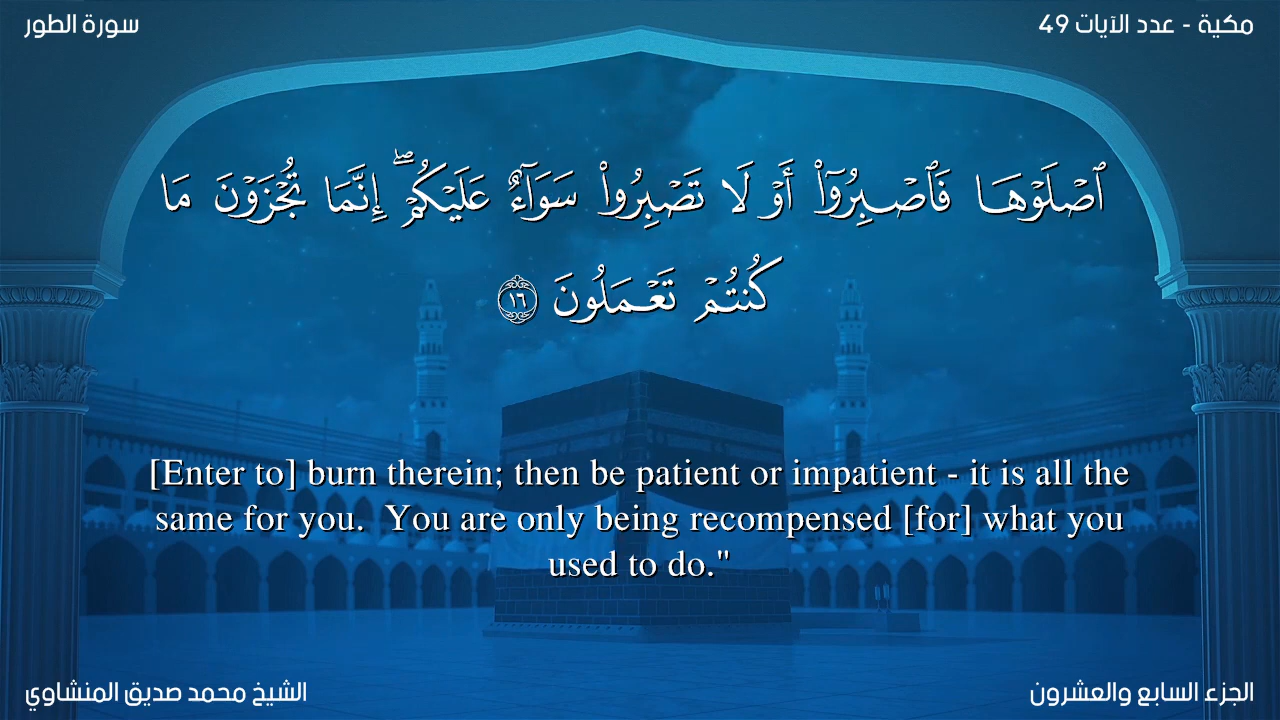 مكية - عدد الآيات 49
سورة الطور
ٱصْلَوْهَا فَٱصْبِرُوٓا۟ أَوْ لَا تَصْبِرُوا۟ سَوَآءٌ عَلَيْكُمْ ۖ إِنَّمَا تُجْزَوْنَ مَا
كُنتُمْ تَعْمَلُونَ ١٦
[Enter to] burn therein; then be patient or impatient - it is all the
same for you.  You are only being recompensed [for] what you
used to do."
الجزء السابع والعشرون
الشيخ محمد صديق المنشاوي